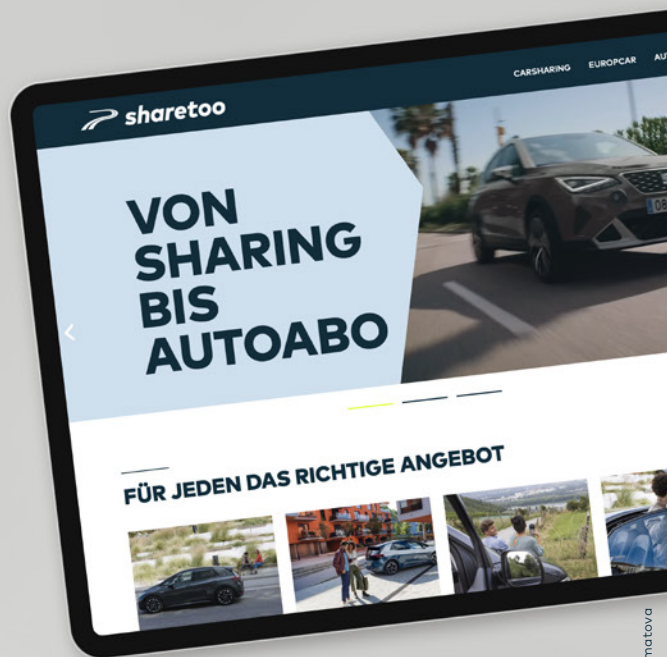 sharetoo
CARSHARING
EUROPCAR
VON
SHARING
BIS
AUTOABO
FÜR JEDEN DAS RICHTIGE ANGEBOT